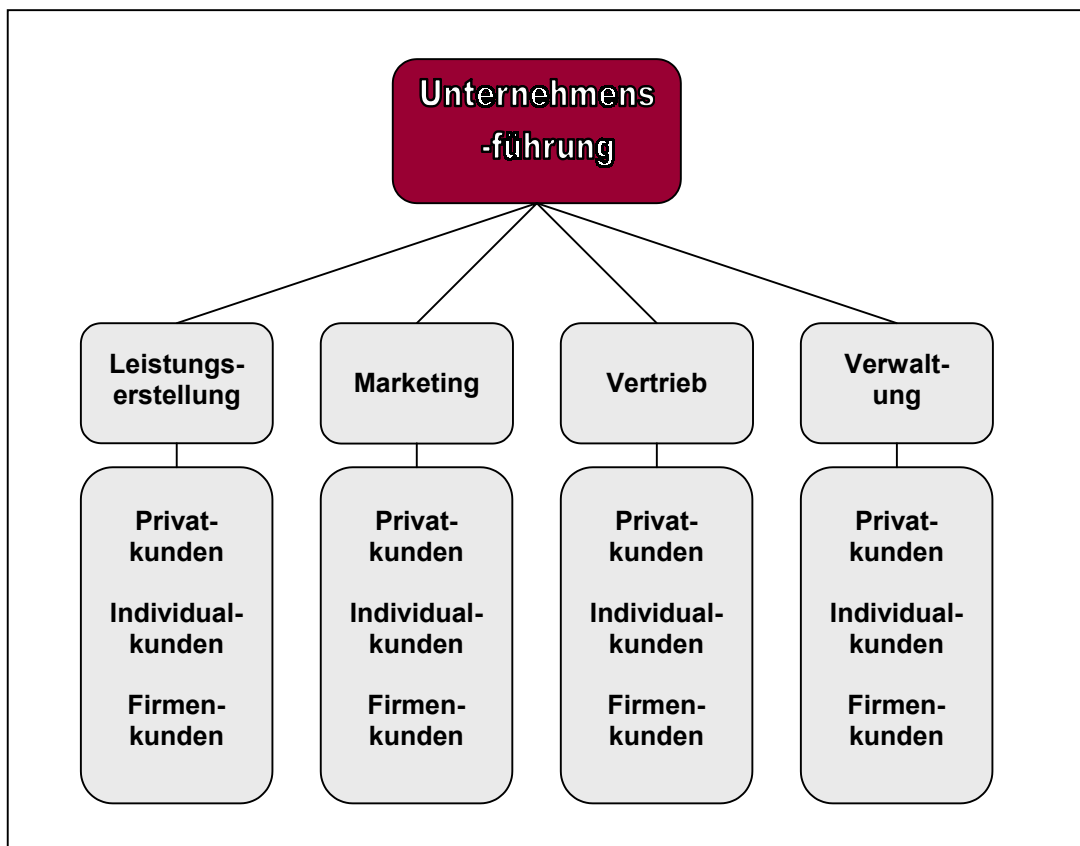 Unternehmens
-führung
Leistungs-
erstellung
Marketing
Vertrieb
Verwalt-
ung
Privat-
kunden
Individual-
kunden
Firmen-
kunden
Privat-
kunden
Individual-
kunden
Firmen-
kunden
Privat-
kunden
Individual-
kunden
Firmen-
kunden
Privat-
kunden
Individual-
kunden
Firmen-
kunden